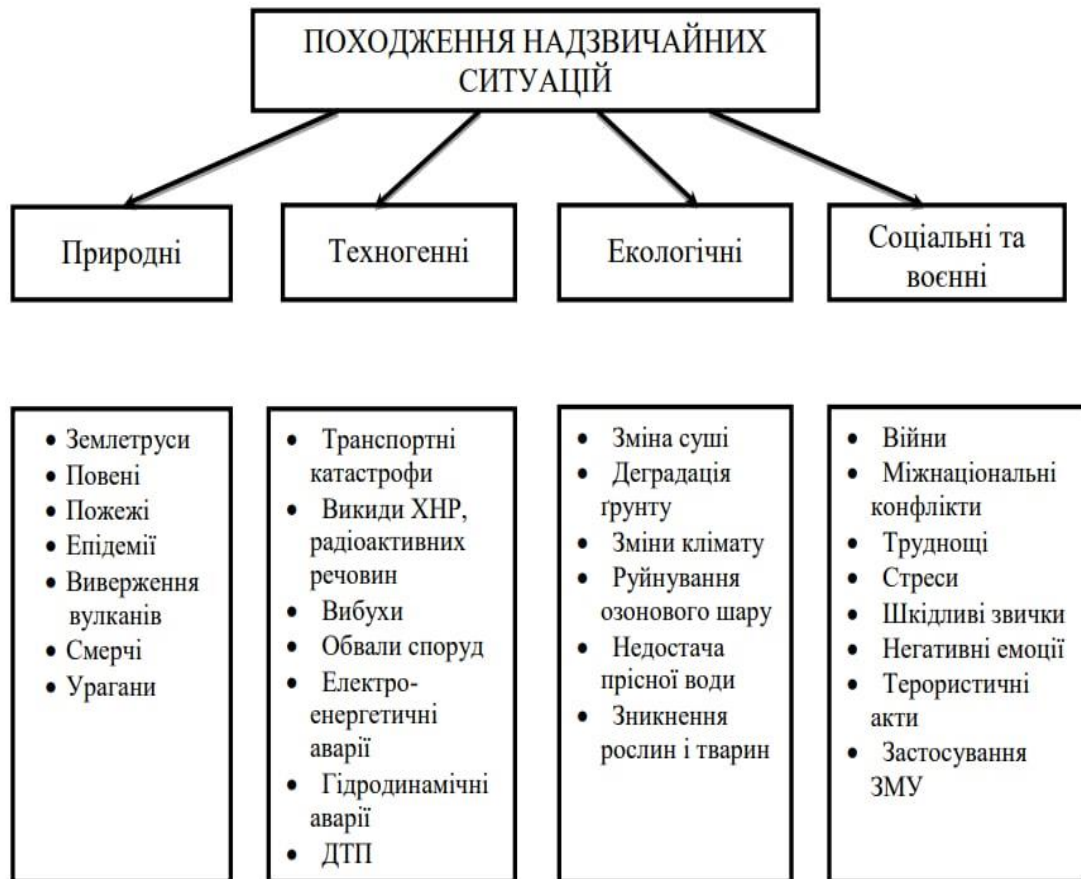 ПОХОДЖЕННЯ НАДЗВИЧАЙНИХ
СИТУАЦІЙ
Природні
Техногенні
Екологічні
Соціальні та
воєнні
• Землетруси
• Повені
• Пожежі
• Епідемії
• Виверження
вулканів
• Смерчі
• Урагани
• Транспортні
катастрофи
• Викиди ХНР,
радіоактивних
речовин
• Вибухи
• Обвали споруд
• Електро-
енергетичні
аварії
• Гідродинамічні
аварії
• ДТП
• Зміна суші
• Деградація
ґрунту
• Зміни клімату
• Руйнування
озонового шару
• Недостача
прісної води
• Зникнення
рослин і тварин
• Війни
• Міжнаціональні
конфлікти
• Труднощі
• Стреси
• Шкідливі звички
• Негативні емоції
• Терористичні
акти
• Застосування
ЗМУ